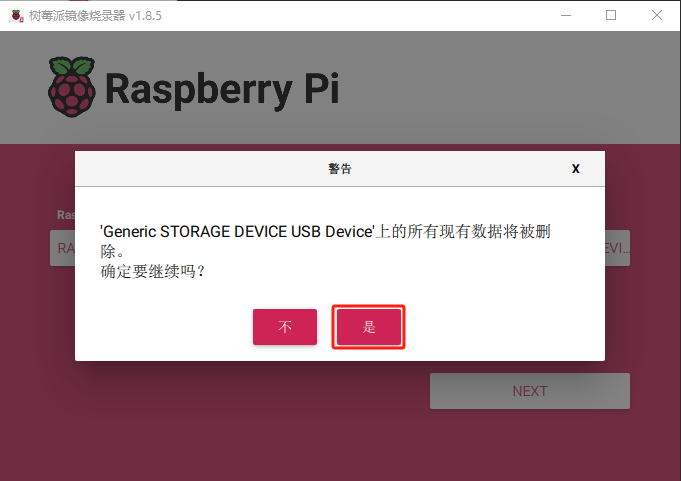 树莓派镜像烧录器 v1.8.5
Raspberry Pi
警告
X
Ras
RA
EVI...
'Generic STORAGE DEVICE USB Device'上的所有现有数据将被删
除。
确定要继续吗？
不
是
NEXT